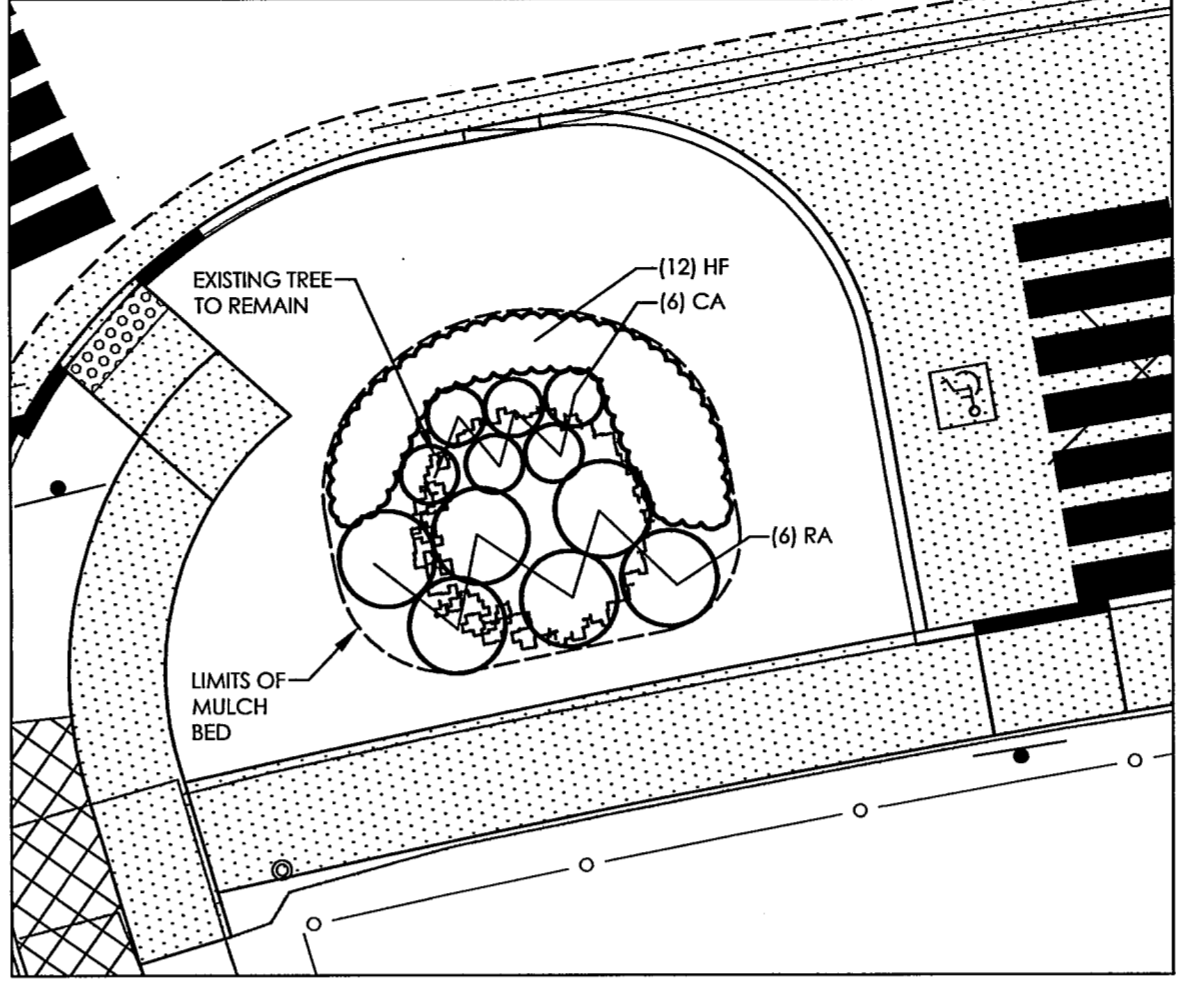 EXISTING TREE
TO REMAIN
(12) HF
(6) CA
(6) RA
LIMITS OF
MULCH
BED